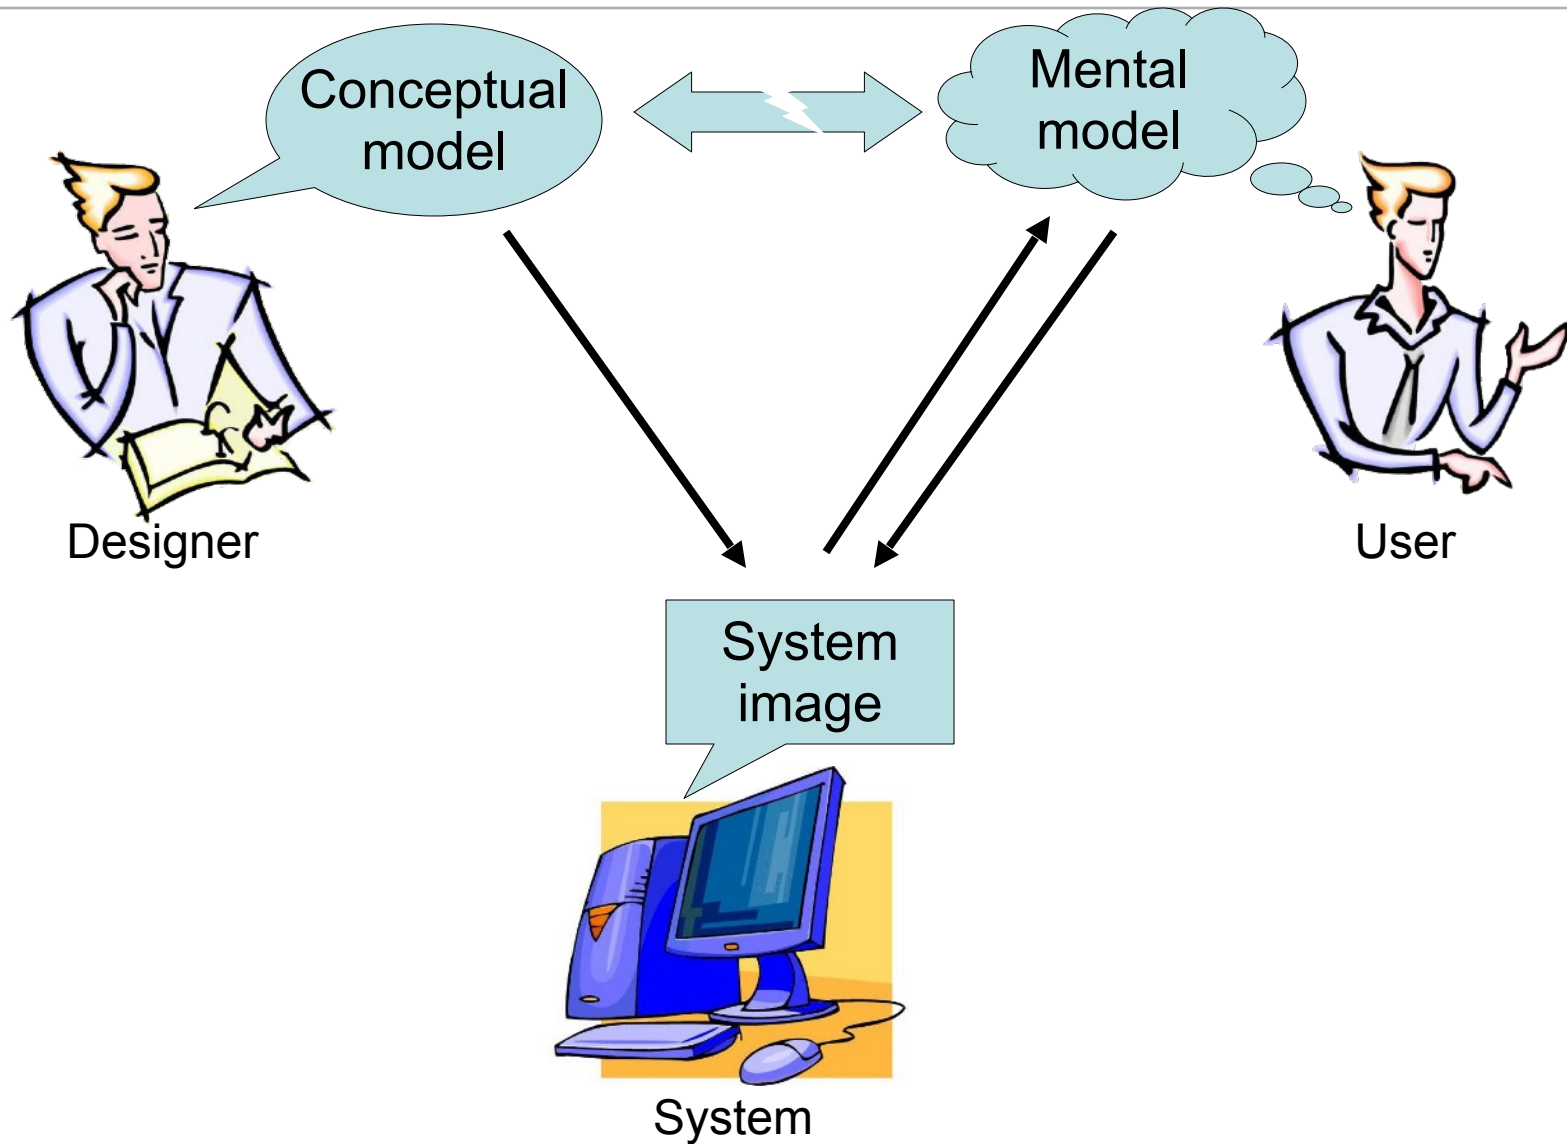 Conceptual
model
Mental
model
Designer
User
System
image
System